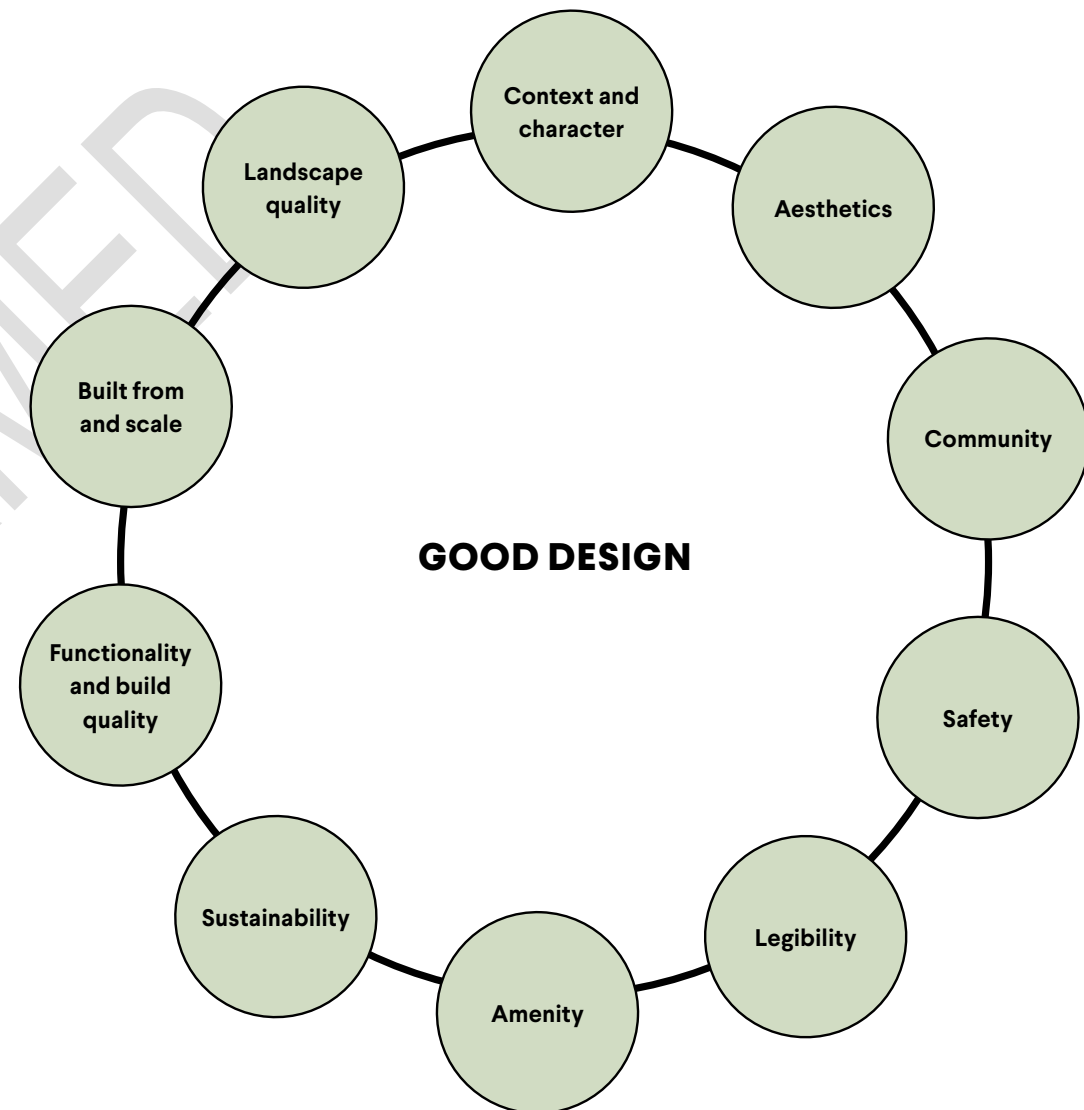 Context and
character
Aesthetics
Community
Safety
Legibility
Amenity
Sustainability
Functionality
and build
quality
Built from
and scale
Landscape
quality
GOOD DESIGN